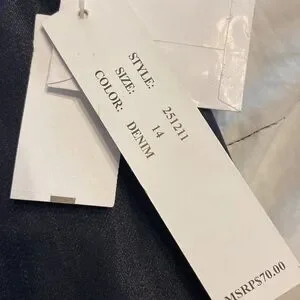 STYLE: 251211
SIZE: 14
COLOR: DENIM
MSRP$70.00